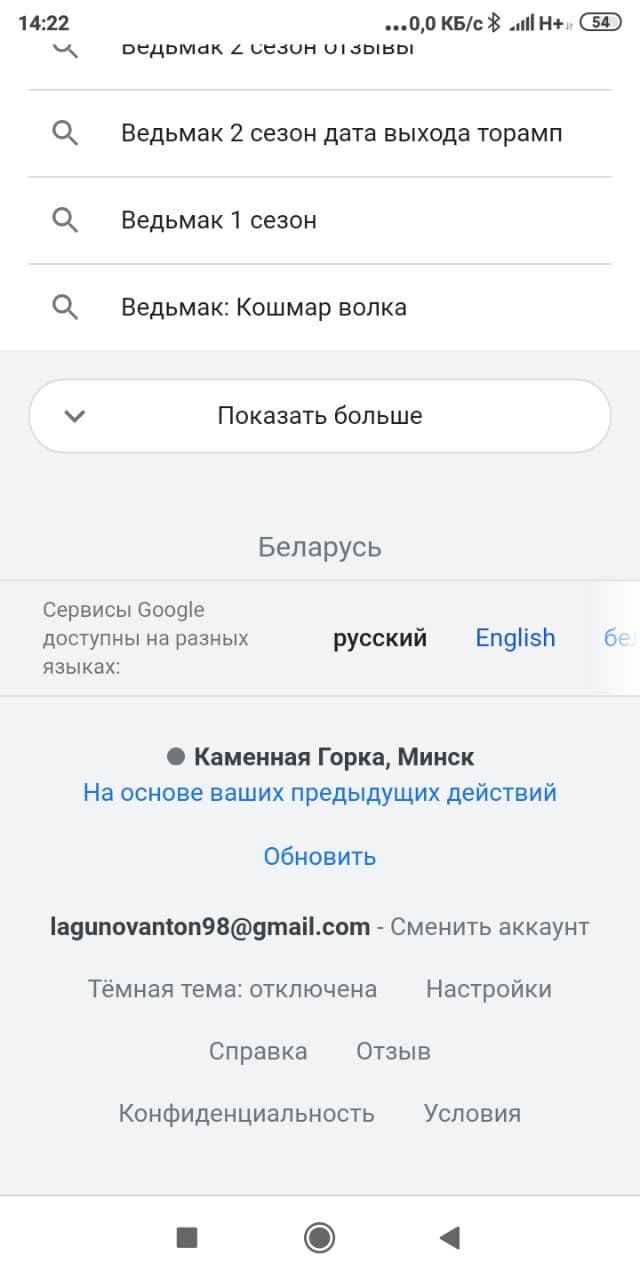 14:22
...0,0 КБ/с H+ 54
Ведьмак 2 сезон отзывы
Ведьмак 2 сезон дата выхода торамп
Ведьмак 1 сезон
Ведьмак: Кошмар волка
Показать больше
Беларусь
Сервисы Google
доступны на разных
языках:
русский English бе
Каменная Горка, Минск
На основе ваших предыдущих действий
Обновить
lagunovanton98@gmail.com - Сменить аккаунт
Тёмная тема: отключена Настройки
Справка Отзыв
Конфиденциальность Условия